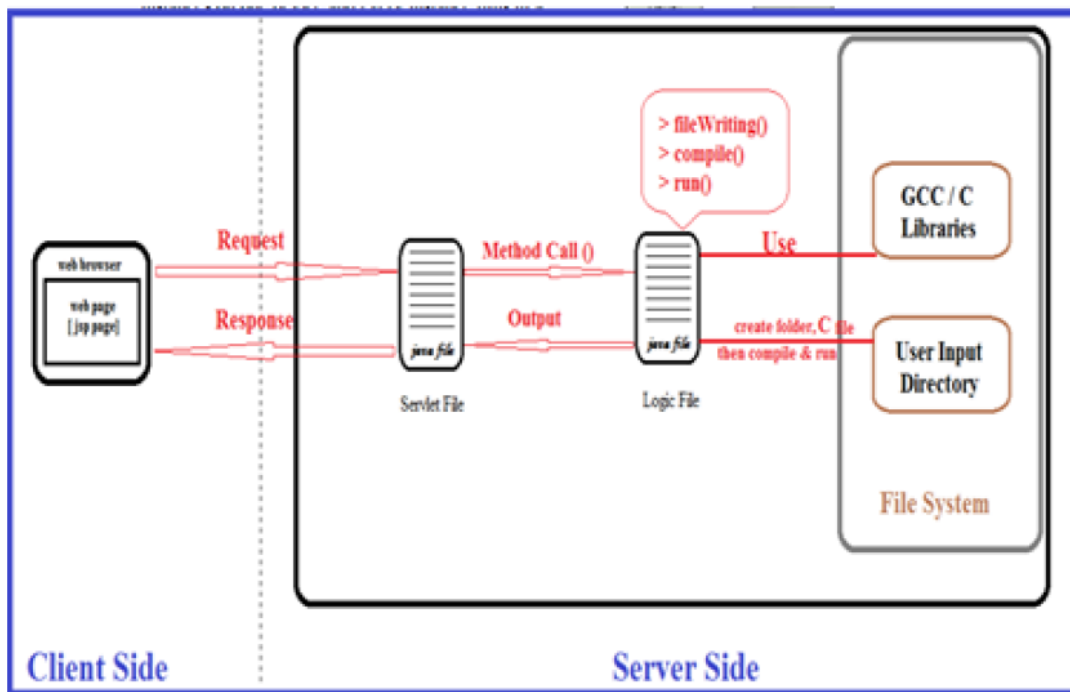 > fileWriting()
> compile()
> run()
GCC / C
Libraries
Request
Method Call ()
Use
web browser
web page
[ .jsp page]
Response
Output
create folder, C file
then compile & run
java file
java file
User Input
Directory
Servlet File
Logic File
File System
Client Side
Server Side